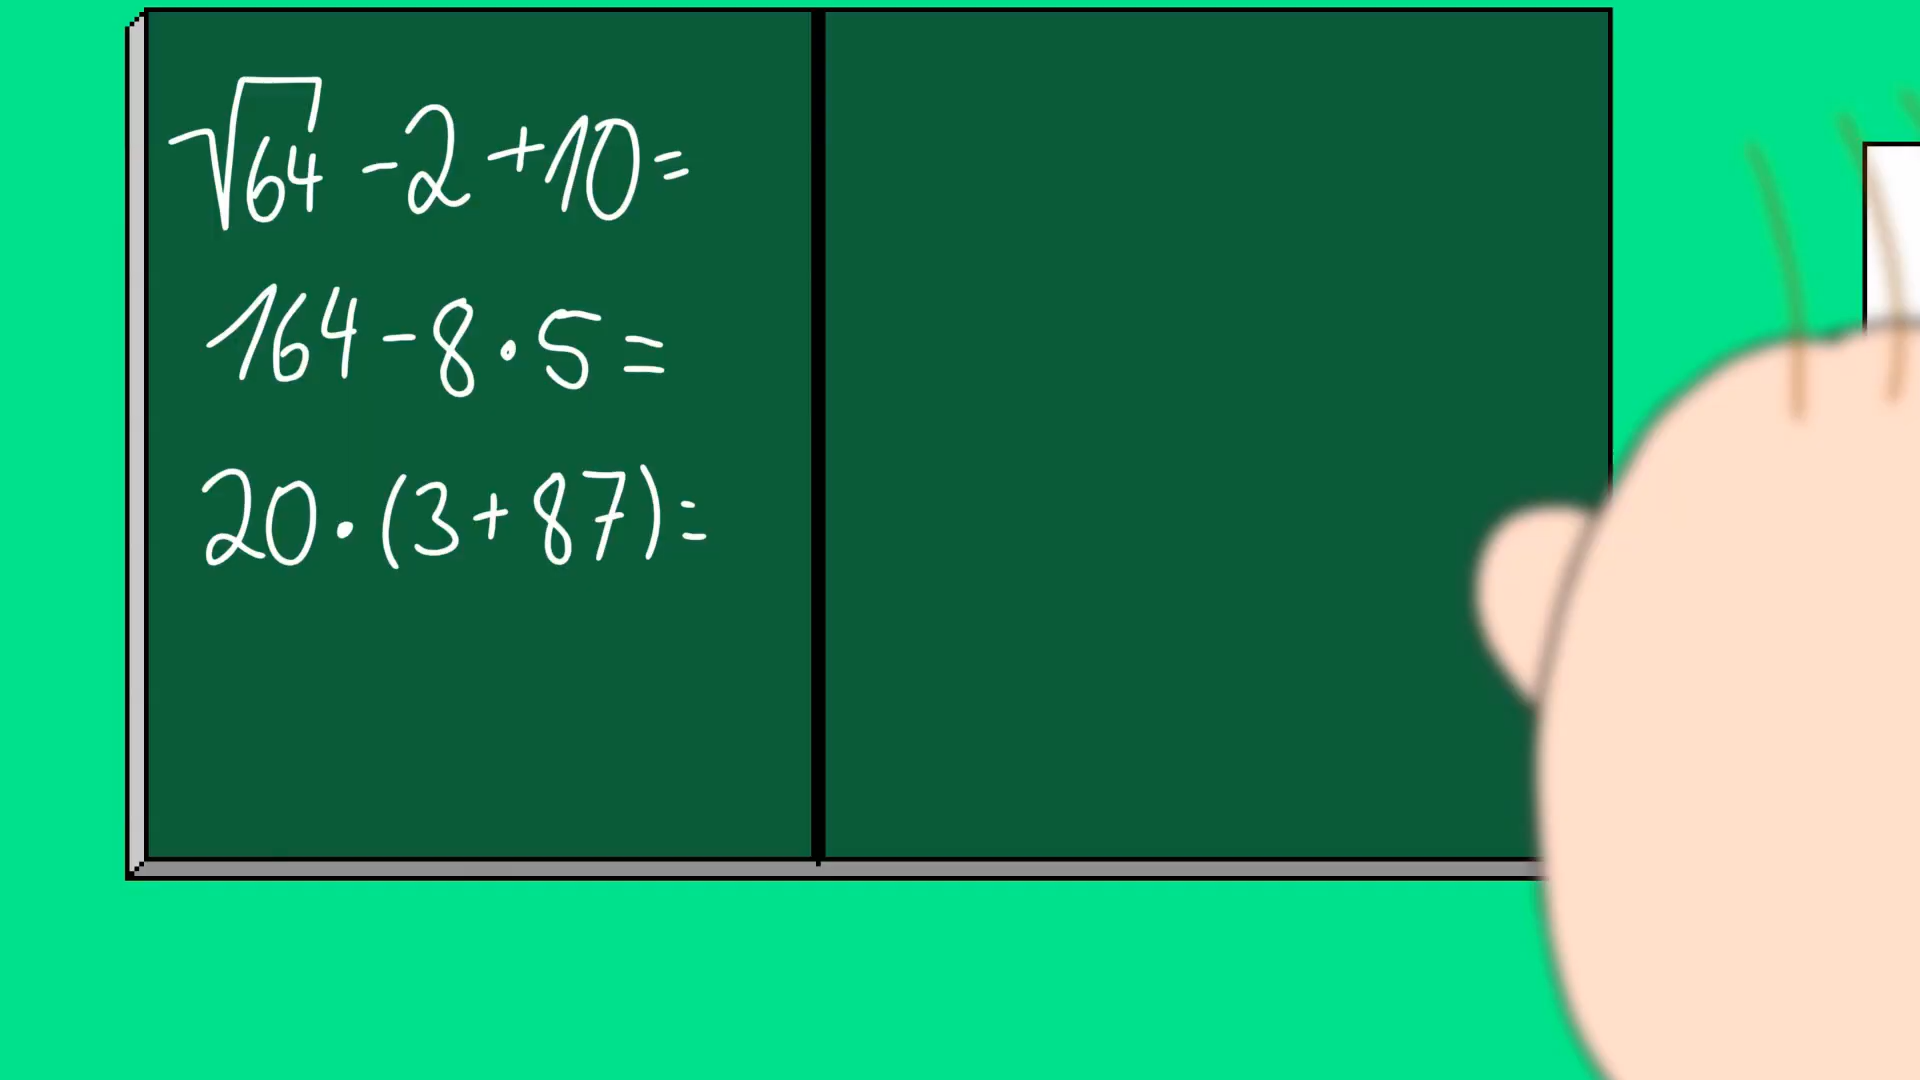 √64 -2 +10=
164-8·5=
20·(3+87)=